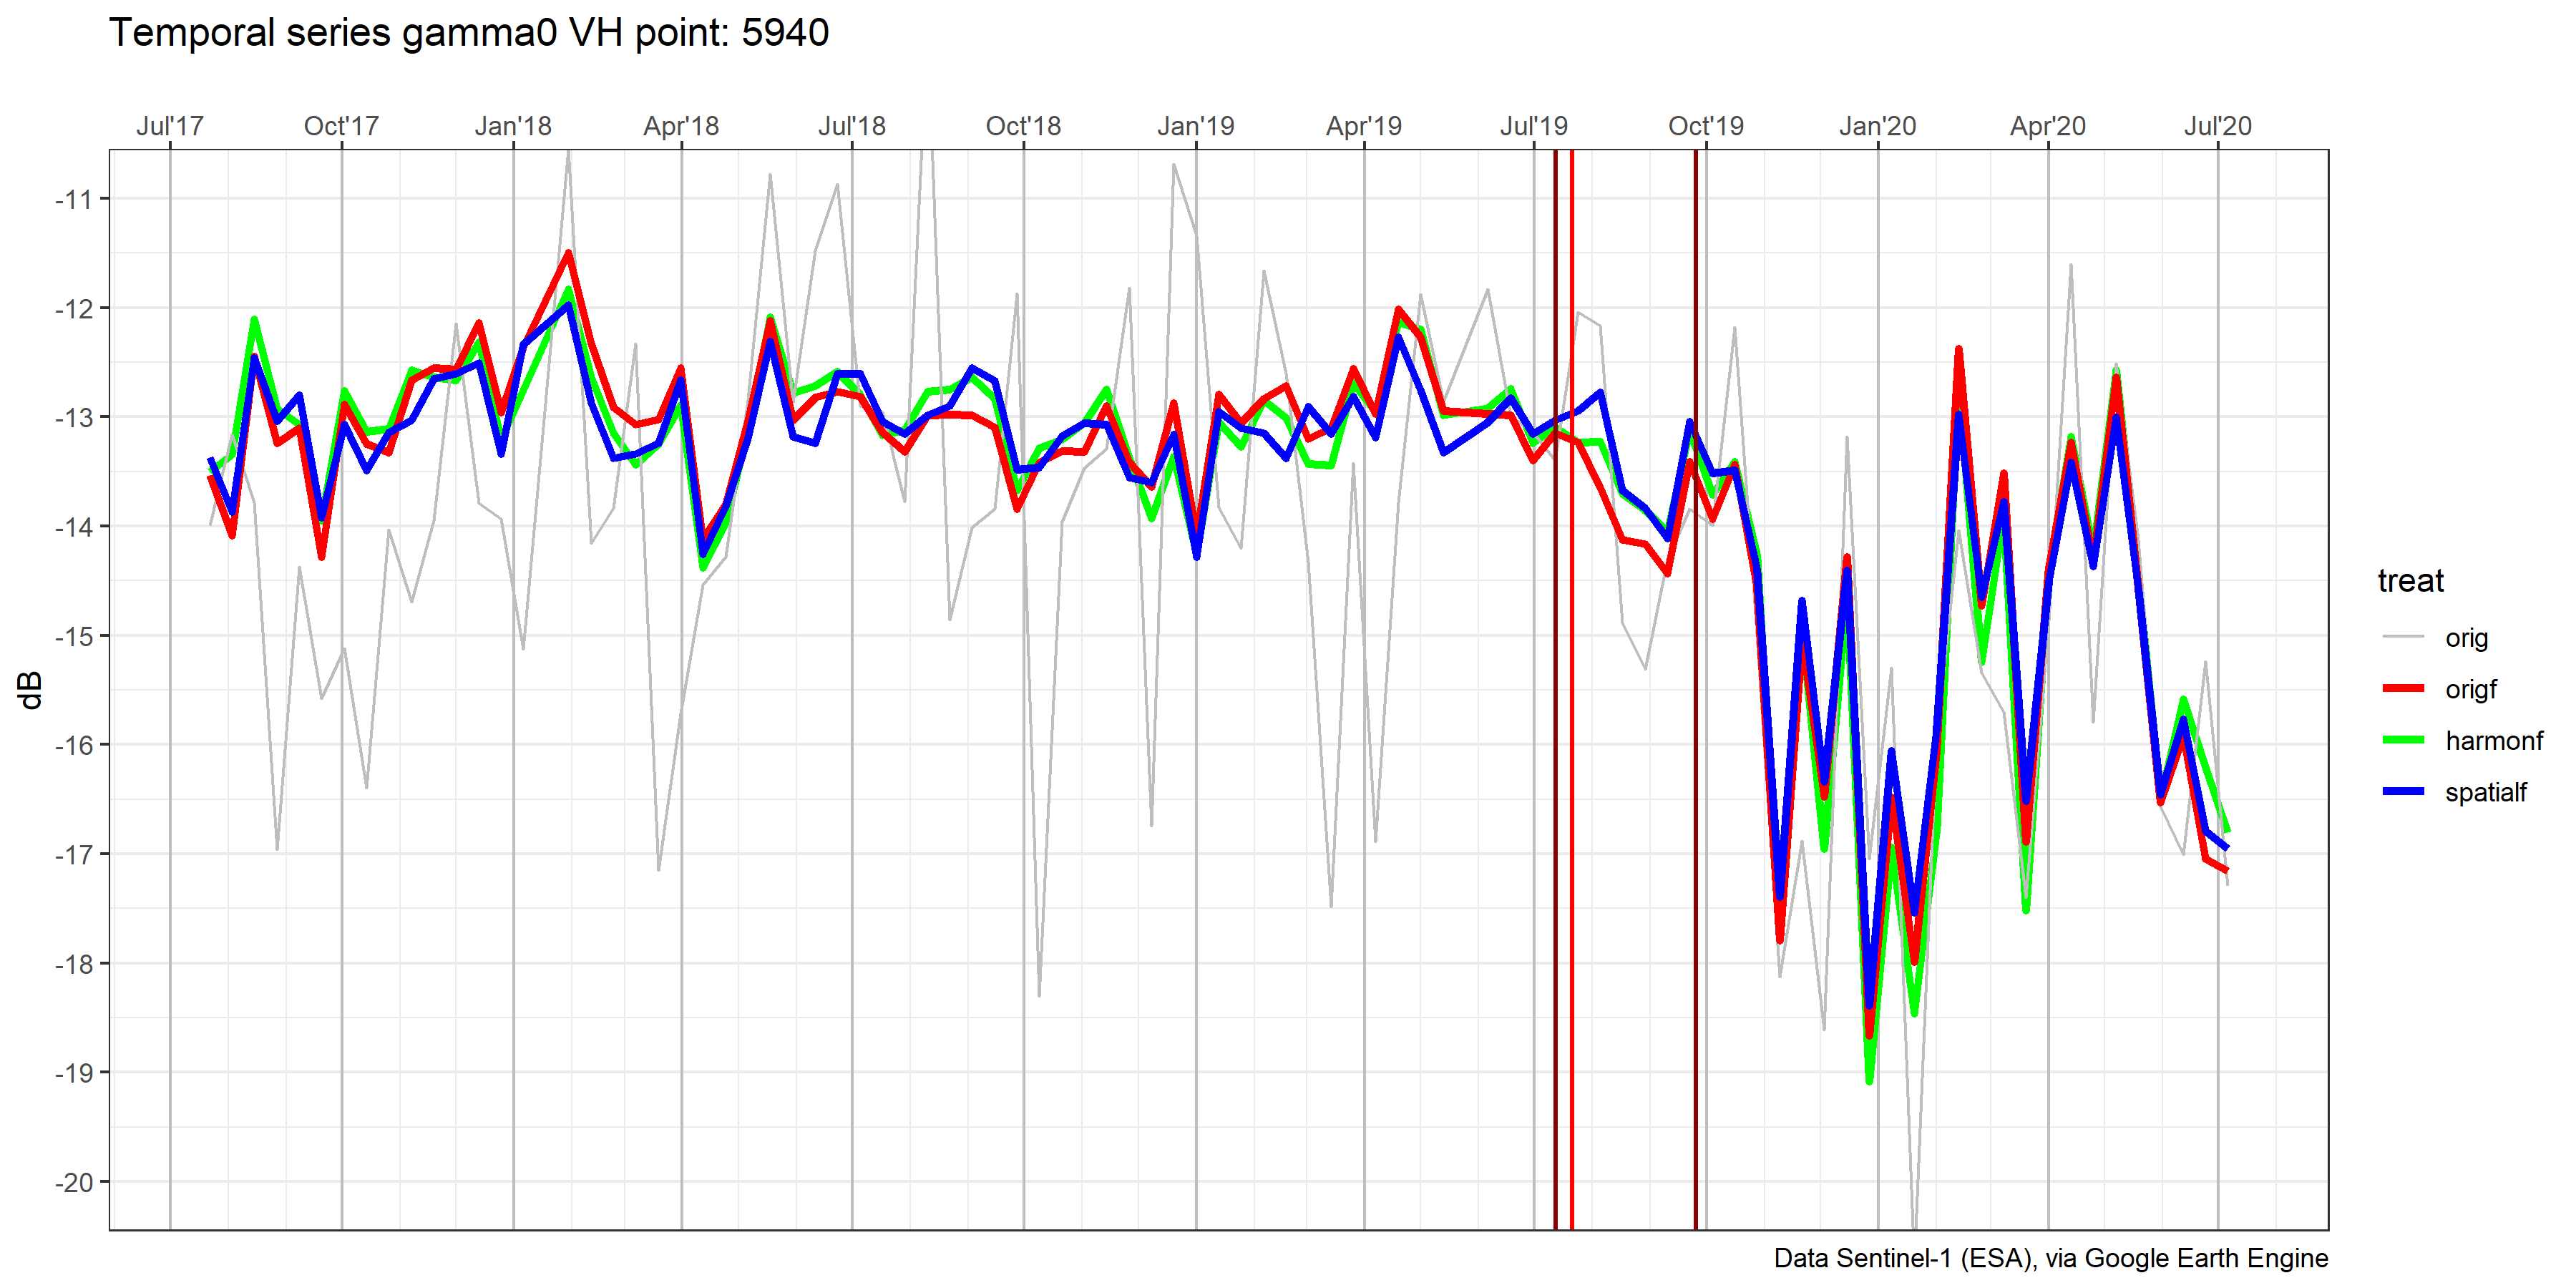 Temporal series gamma0 VH point: 5940
Jul'17 Oct'17 Jan'18 Apr'18 Jul'18 Oct'18 Jan'19 Apr'19 Jul'19 Oct'19 Jan'20 Apr'20 Jul'20
-11
-12
-13
-14
-15
-16
-17
-18
-19
-20
dB
treat
orig
origf
harmonf
spatialf
Data Sentinel-1 (ESA), via Google Earth Engine